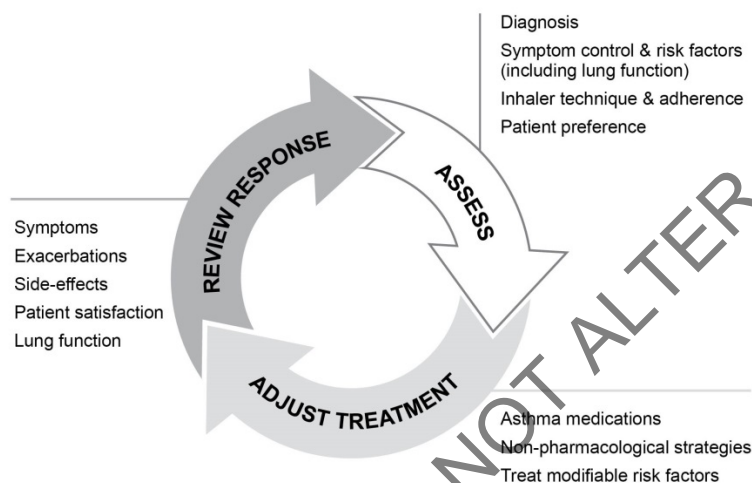 Diagnosis
Symptom control & risk factors
(including lung function)
Inhaler technique & adherence
Patient preference
REVIEW RESPONSE
ASSESS
Symptoms
Exacerbations
Side-effects
Patient satisfaction
Lung function
ADJUST TREATMENT
Asthma medications
Non-pharmacological strategies
Treat modifiable risk factors
NOT ALTER